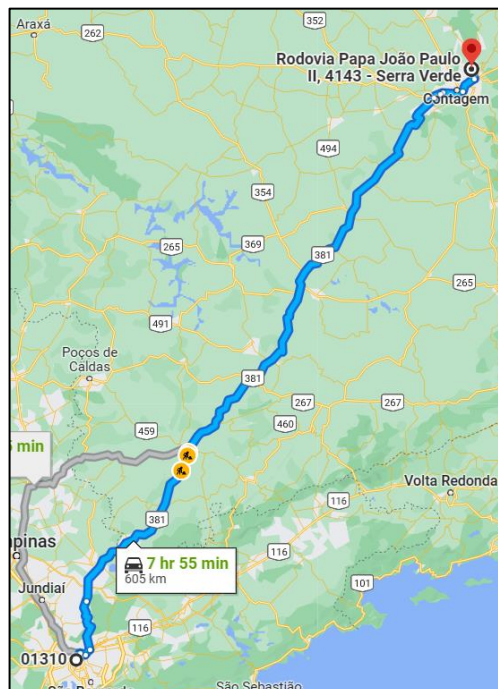 Araxá
262
352
Rodovia Papa João Paulo
II, 4143 - Serra Verde
Contagem
494
354
369
265
381
265
491
Poços de
Caldas
381
267
267
459
460
min
116
Volta Redonda
381
pinas
7 hr 55 min
605 km
116
Jundiaí
101
116
01310
São Sebastião